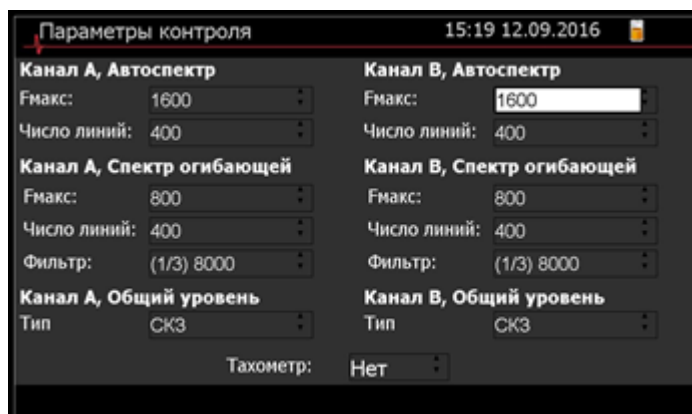 Параметры контроля 15:19 12.09.2016
Канал А, Автоспектр Канал В, Автоспектр
Fмакс: 1600 Fмакс: 1600
Число линий: 400 Число линий: 400
Канал А, Спектр огибающей Канал В, Спектр огибающей
Fмакс: 800 Fмакс: 800
Число линий: 400 Число линий: 400
Фильтр: (1/3) 8000 Фильтр: (1/3) 8000
Канал А, Общий уровень Канал В, Общий уровень
Тип СКЗ Тип СКЗ
Тахометр: Нет